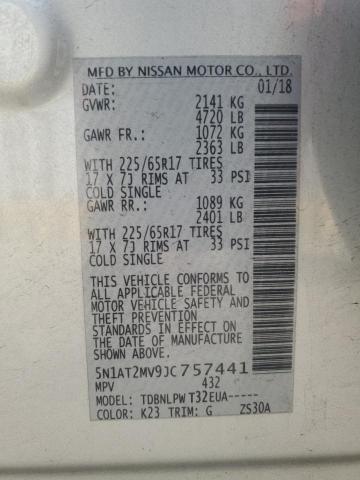 MFD BY NISSAN MOTOR CO., LTD.
DATE: 01/18
GVWR: 2141 KG
4720 LB
GAWR FR.: 1072 KG
2363 LB
WITH 225/65R17 TIRES
17 X 7J RIMS AT 33 PSI
COLD SINGLE
GAWR RR.: 1089 KG
2401 LB
WITH 225/65R17 TIRES
17 X 7J RIMS AT 33 PSI
COLD SINGLE
THIS VEHICLE CONFORMS TO
ALL APPLICABLE FEDERAL
MOTOR VEHICLE SAFETY AND
THEFT PREVENTION
STANDARDS IN EFFECT ON
THE DATE OF MANUFACTURE
SHOWN ABOVE.
5N1AT2MV9JC757441
MPV 432
MODEL: TDBNLPWT32EUA-----
COLOR: K23 TRIM: G ZS30A